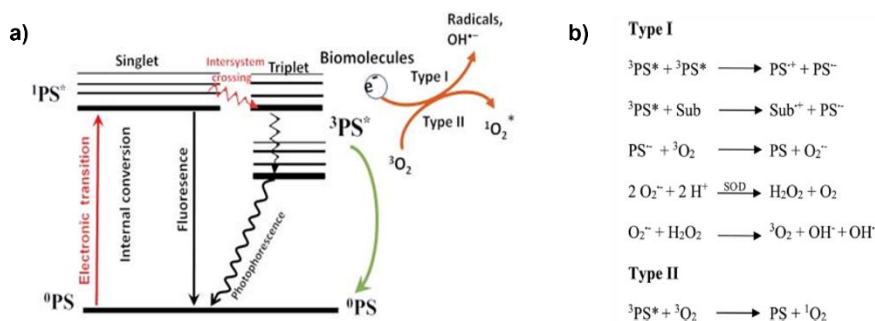 a)
Singlet
Intersystem
crossing
Triplet
Biomolecules
Radicals,
OH•−
¹PS*
e⁻
Type I
Type II
³PS*
³O₂
¹O₂*
Electronic transition
Internal conversion
Fluoresence
Photophorescence
⁰PS
⁰PS
b)
Type I
³PS* + ³PS* → PS·⁺ + PS·⁻
³PS* + Sub → Sub·⁺ + PS·⁻
PS·⁻ + ³O₂ → PS + O₂·⁻
2 O₂·⁻ + 2 H⁺ SOD → H₂O₂ + O₂
O₂·⁻ + H₂O₂ → ³O₂ + OH· + OH⁻
Type II
³PS* + ³O₂ → PS + ¹O₂